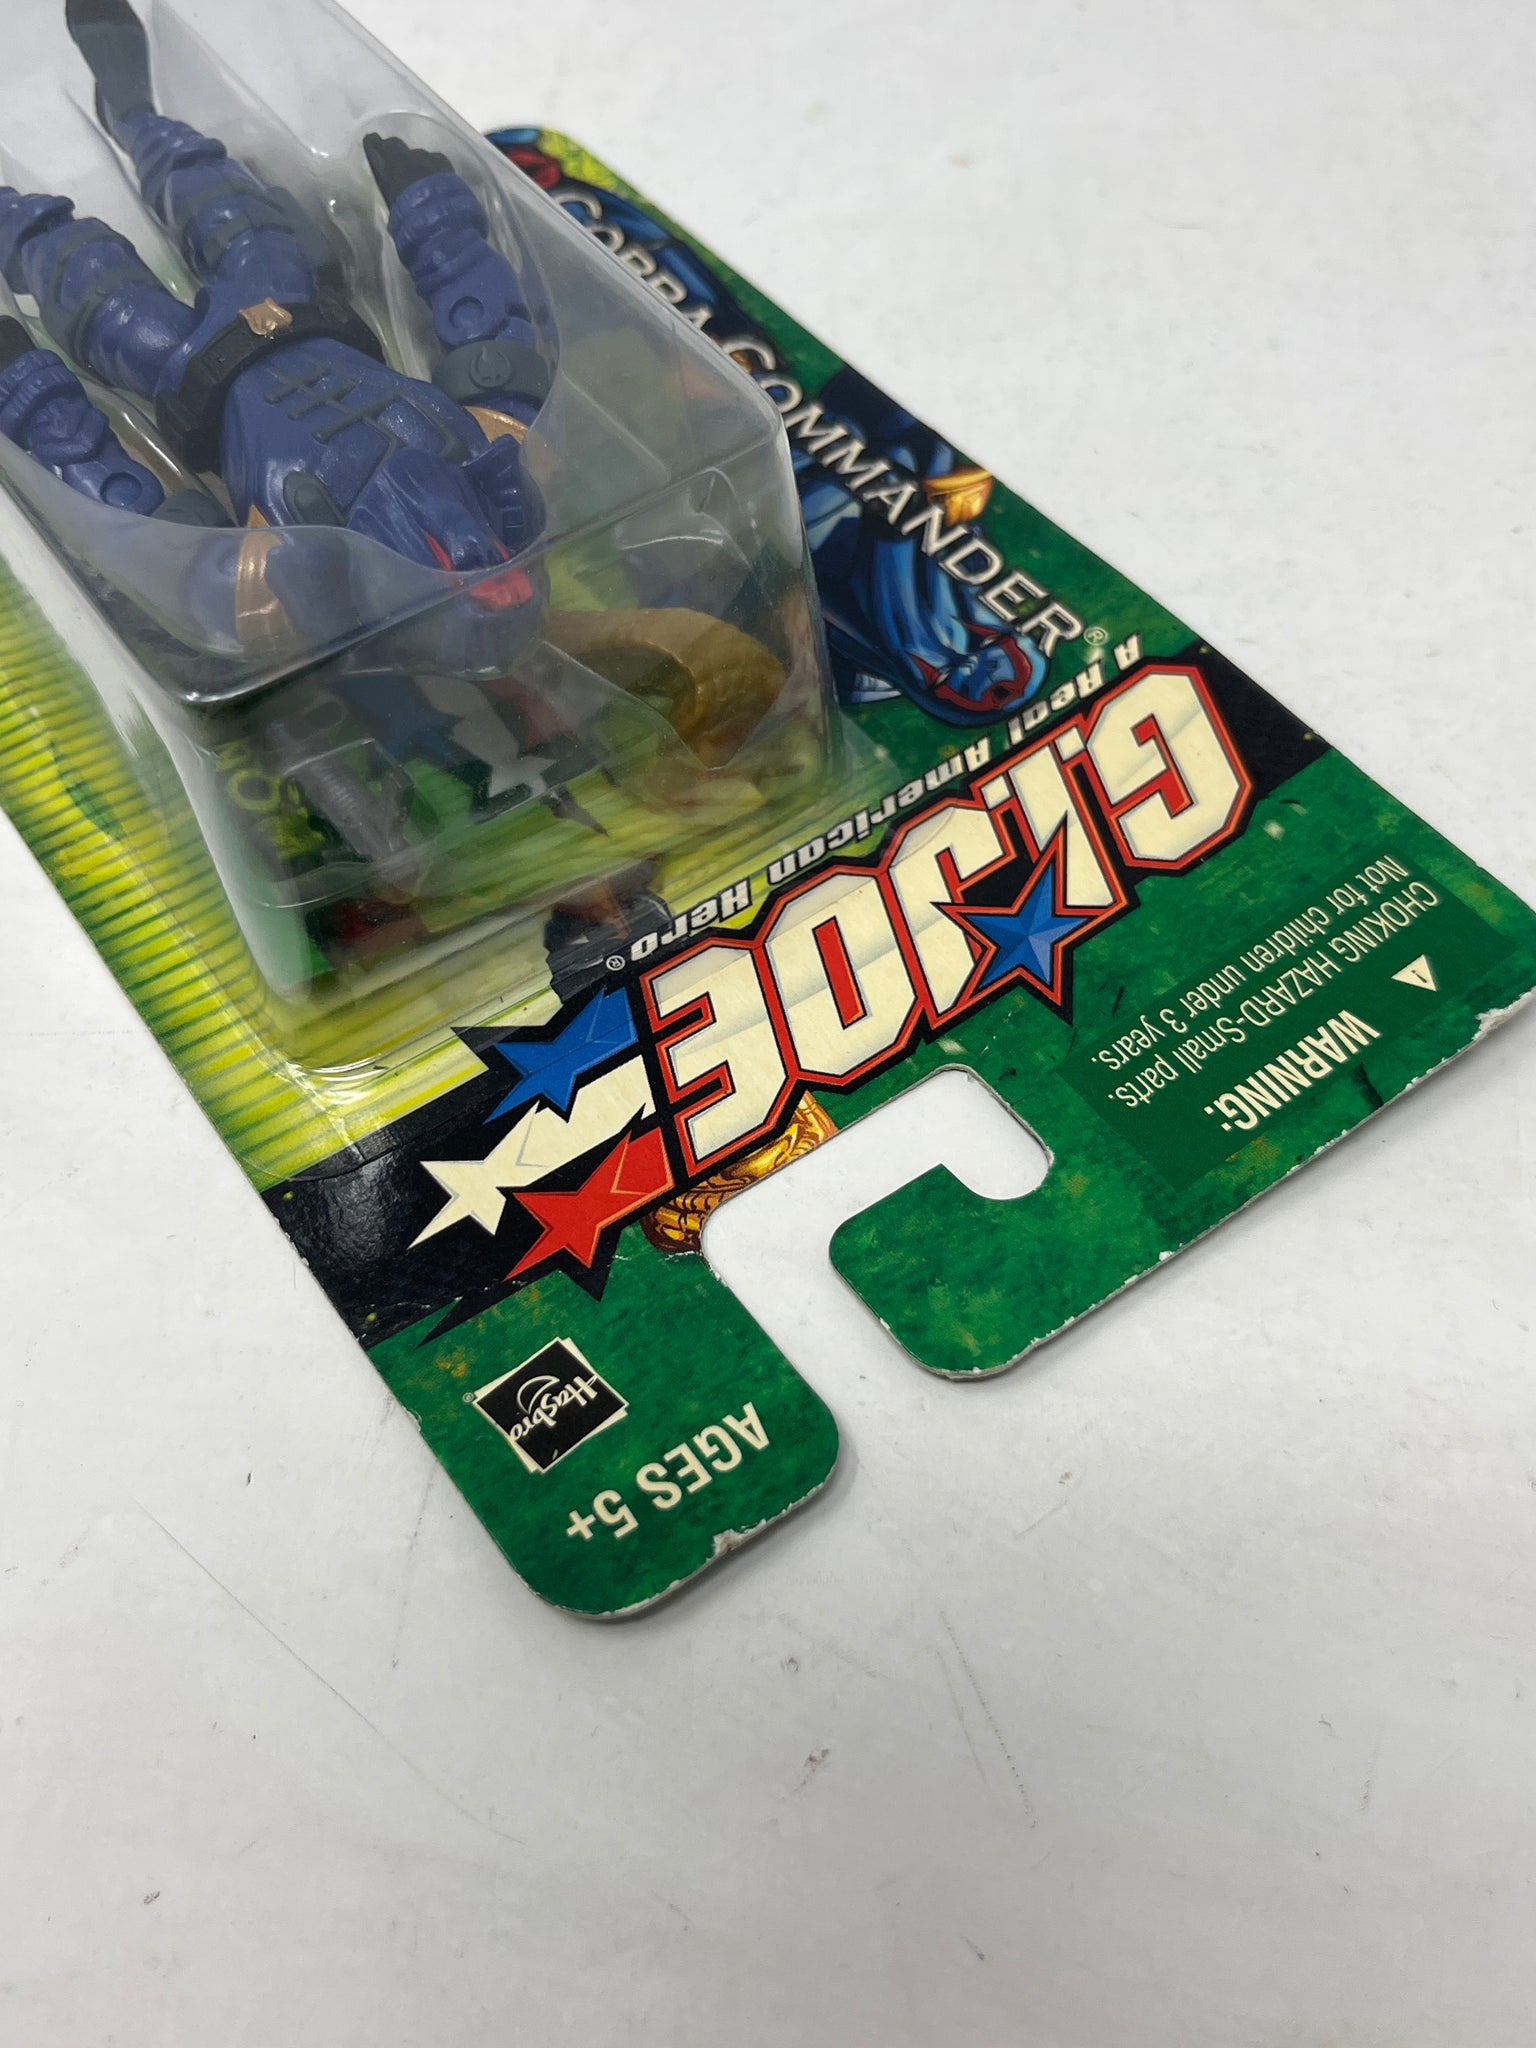 AGES 5+
Hasbro®
WARNING:
⚠ CHOKING HAZARD-Small parts.
Not for children under 3 years.
G.I. JOE
A Real American Hero®
COBRA COMMANDER®